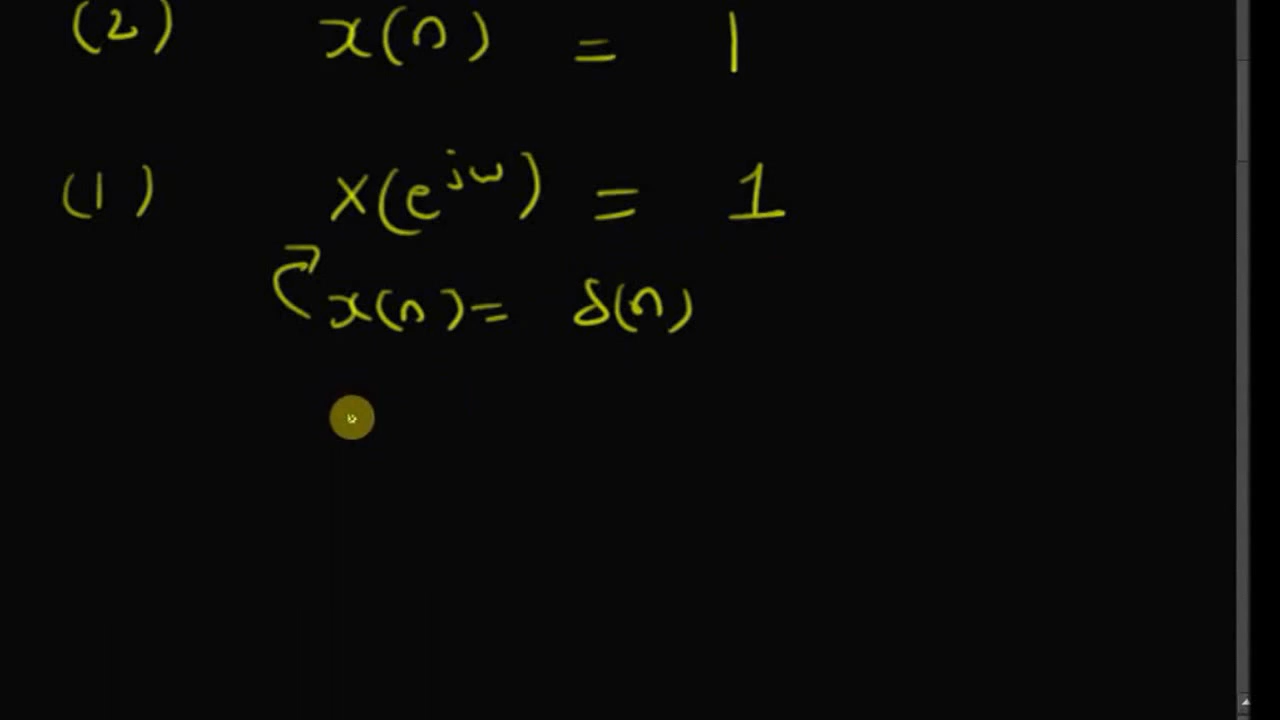 (2) x(n) = 1
(1) X(e^jω) = 1
x(n) = δ(n)